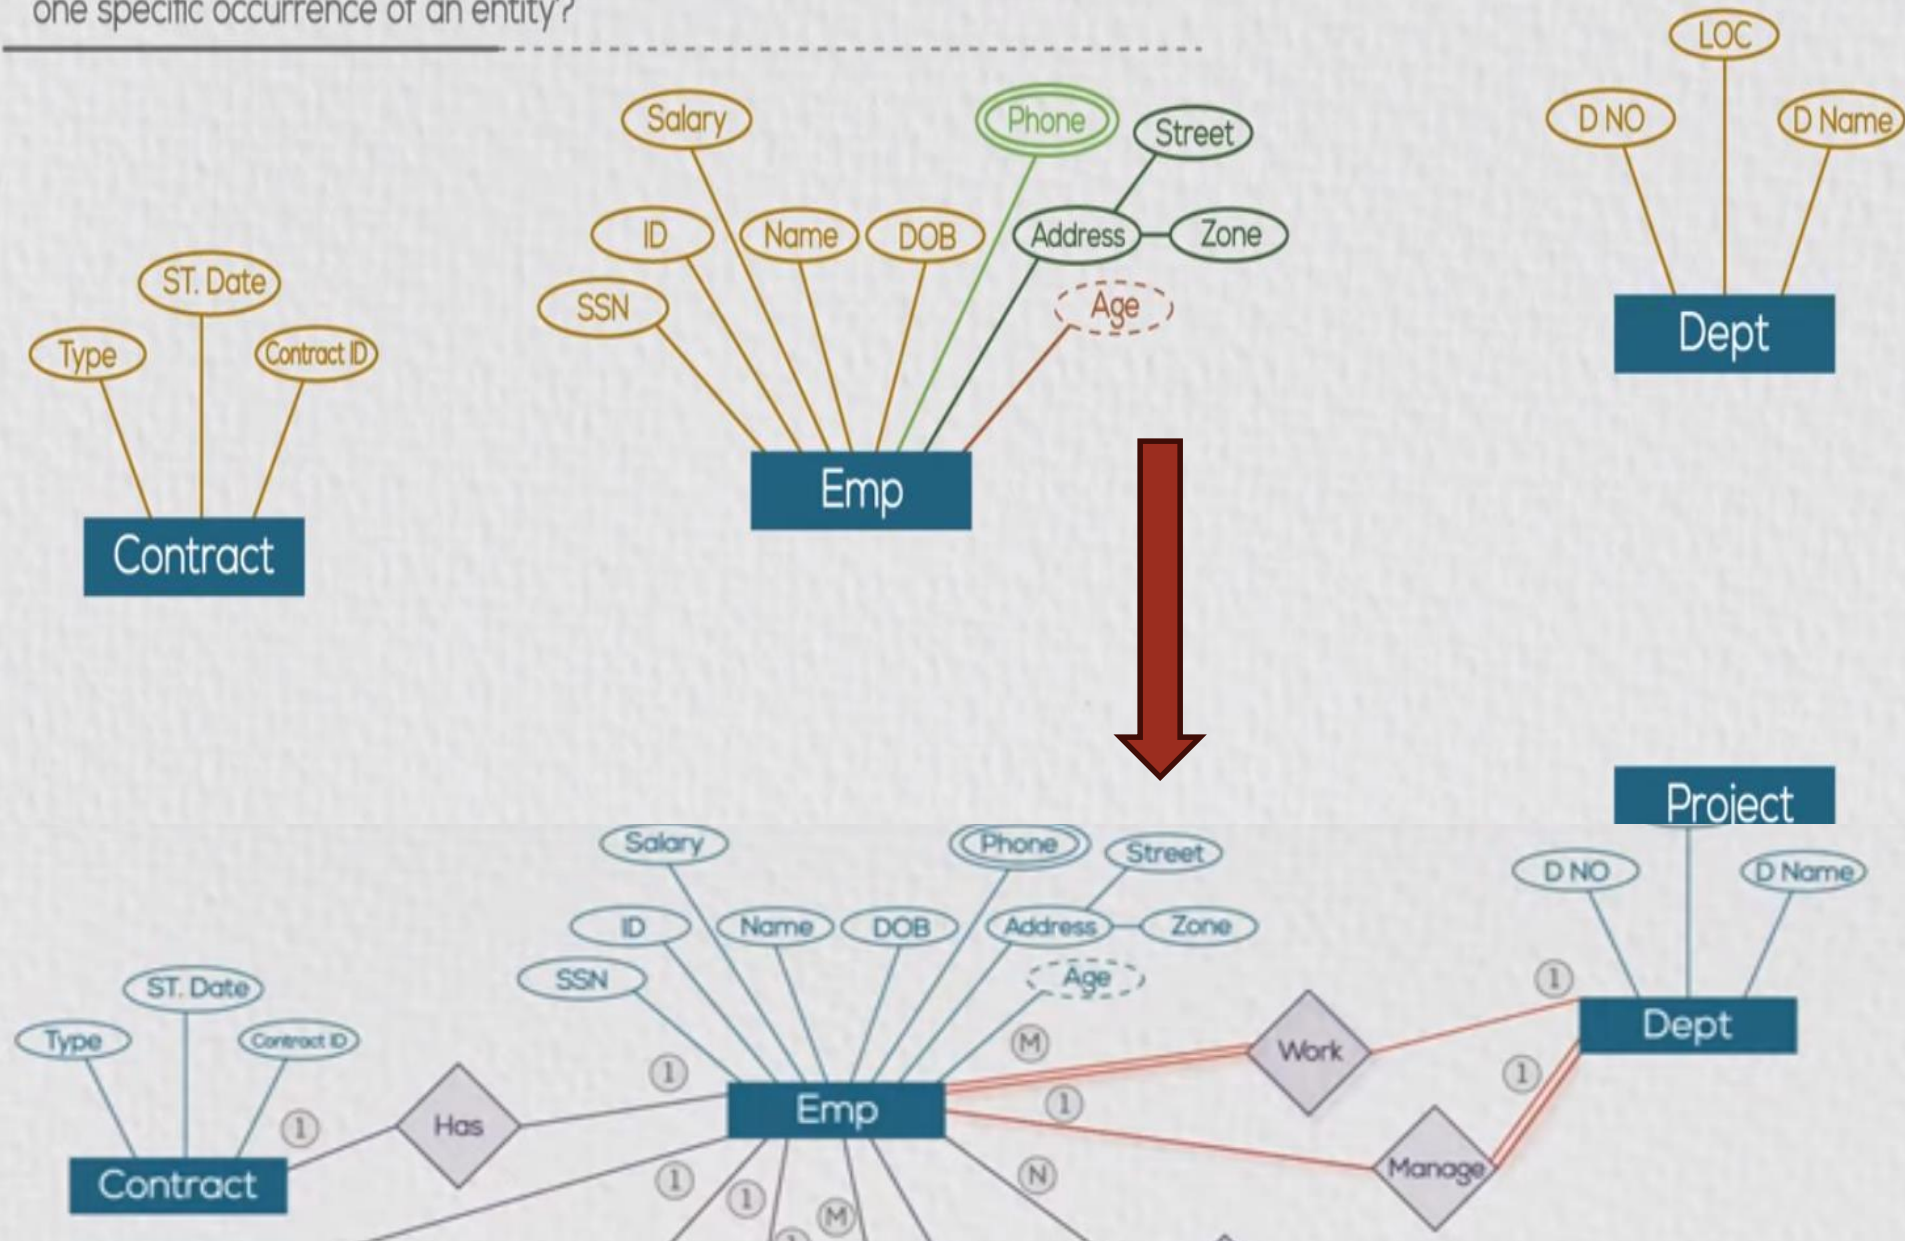 one specific occurrence of an entity?
LOC
D NO
D Name
Dept
Salary
Phone
Street
ID
Name
DOB
Address
Zone
SSN
Age
Emp
ST. Date
Type
Contract ID
Contract
Project
Salary
Phone
Street
D NO
D Name
ID
Name
DOB
Address
Zone
SSN
Age
1
Dept
ST. Date
Type
Contract ID
M
Work
1
1
1
Emp
1
Has
Manage
Contract
1
1
M
N